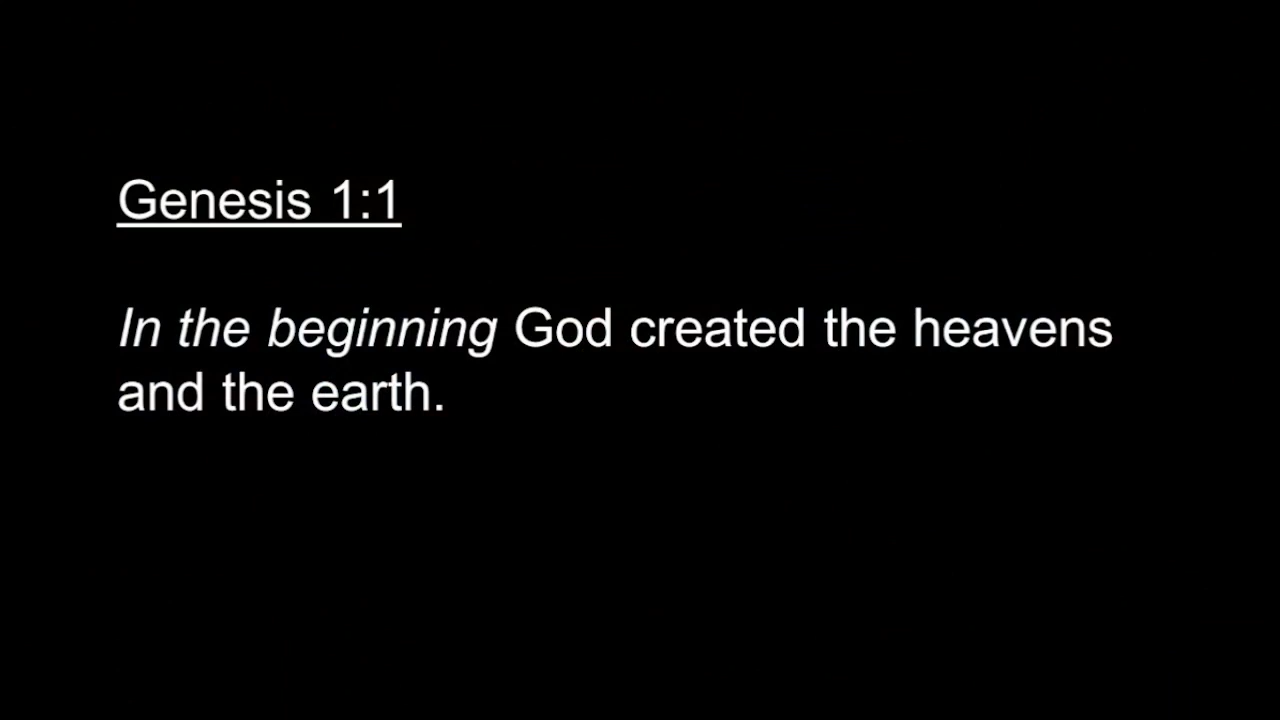 Genesis 1:1
In the beginning God created the heavens
and the earth.